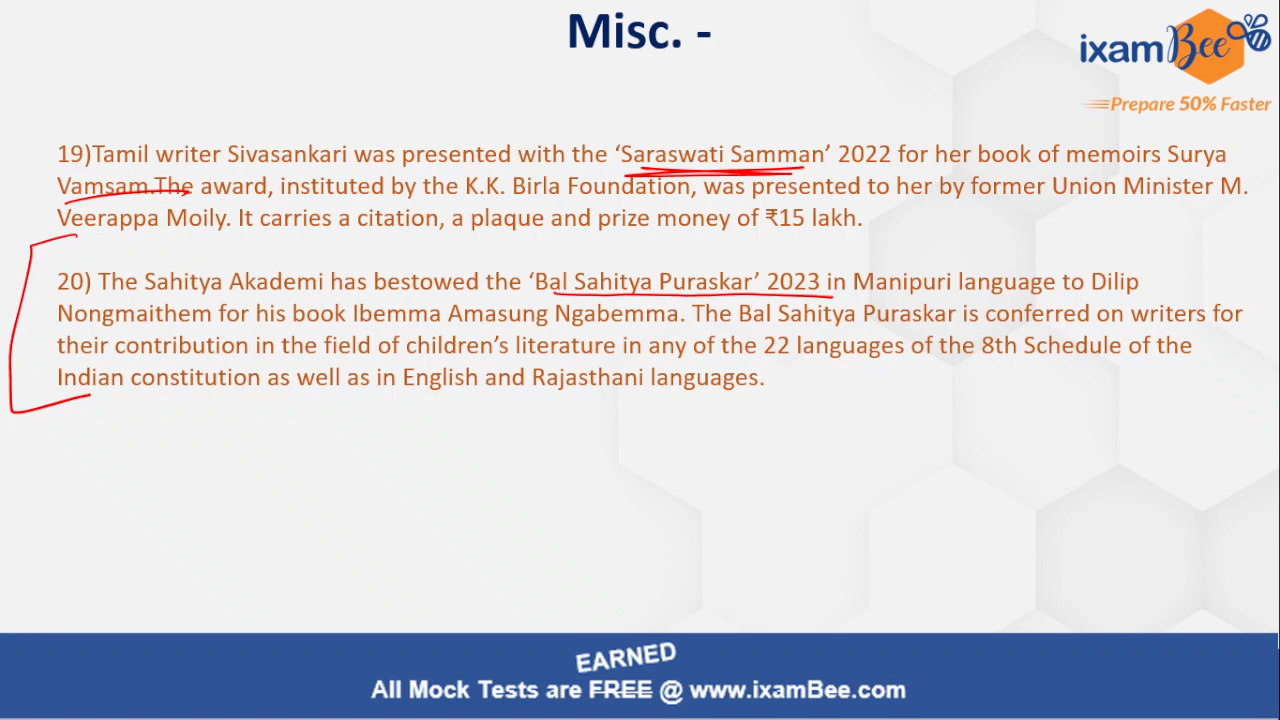 Misc. -
ixamBee
Prepare 50% Faster
19)Tamil writer Sivasankari was presented with the ‘Saraswati Samman’ 2022 for her book of memoirs Surya
Vamsam.The award, instituted by the K.K. Birla Foundation, was presented to her by former Union Minister M.
Veerappa Moily. It carries a citation, a plaque and prize money of ₹15 lakh.
20) The Sahitya Akademi has bestowed the ‘Bal Sahitya Puraskar’ 2023 in Manipuri language to Dilip
Nongmaithem for his book Ibemma Amasung Ngabemma. The Bal Sahitya Puraskar is conferred on writers for
their contribution in the field of children’s literature in any of the 22 languages of the 8th Schedule of the
Indian constitution as well as in English and Rajasthani languages.
EARNED
All Mock Tests are FREE @ www.ixamBee.com